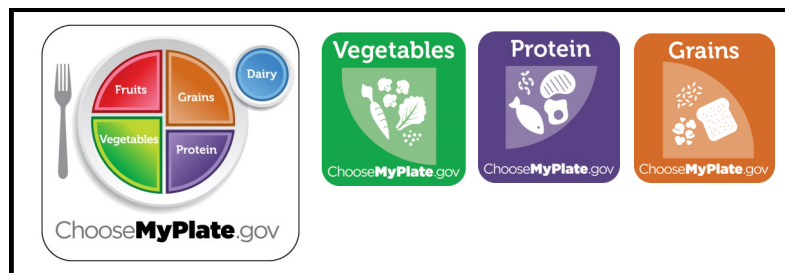 Fruits
Grains
Dairy
Vegetables
Protein
ChooseMyPlate.gov
Vegetables
ChooseMyPlate.gov
Protein
ChooseMyPlate.gov
Grains
ChooseMyPlate.gov